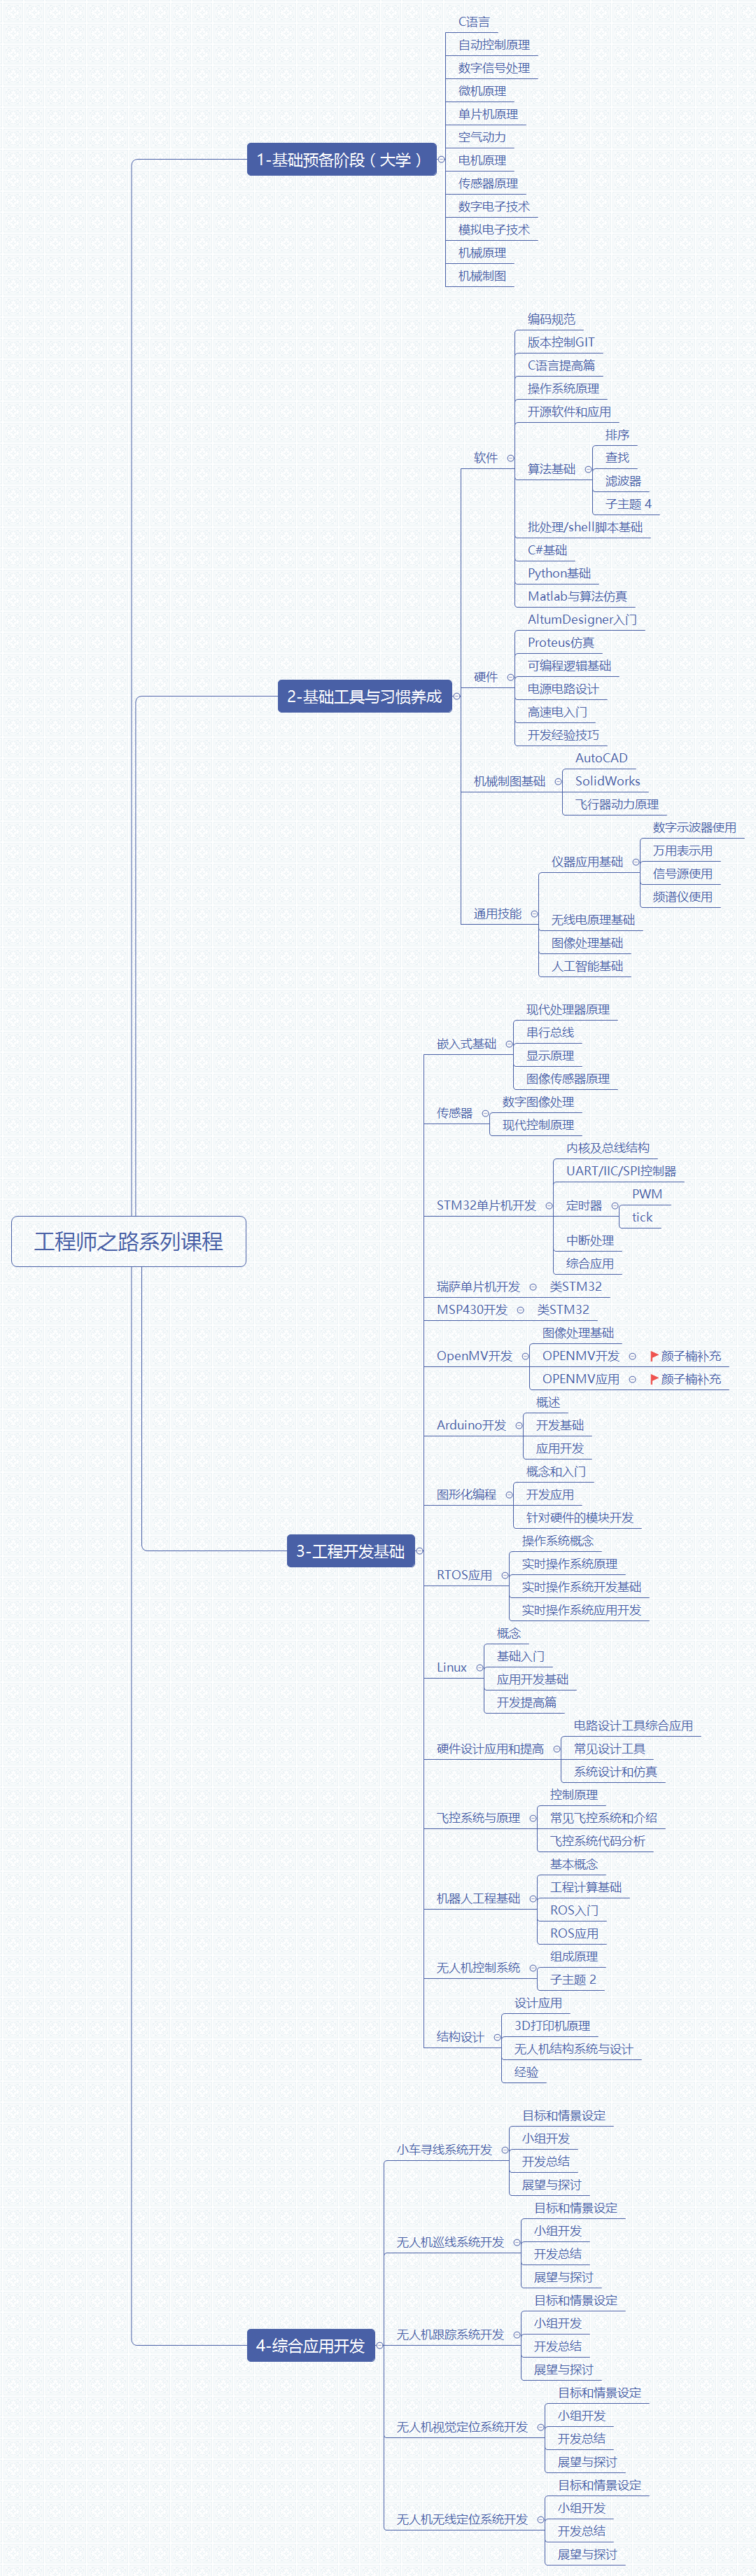 C语言
自动控制原理
数字信号处理
微机原理
单片机原理
空气动力
1-基础预备阶段（大学）
电机原理
传感器原理
数字电子技术
模拟电子技术
机械原理
机械制图
编码规范
版本控制GIT
C语言提高篇
操作系统原理
开源软件和应用
软件
算法基础
排序
查找
滤波器
子主题 4
批处理/shell脚本基础
C#基础
Python基础
Matlab与算法仿真
2-基础工具与习惯养成
硬件
AltumDesigner入门
Proteus仿真
可编程逻辑基础
电源电路设计
高速电入门
开发经验技巧
机械制图基础
AutoCAD
SolidWorks
飞行器动力原理
通用技能
仪器应用基础
数字示波器使用
万用表示用
信号源使用
频谱仪使用
无线电原理基础
图像处理基础
人工智能基础
工程师之路系列课程
3-工程开发基础
嵌入式基础
现代处理器原理
串行总线
显示原理
图像传感器原理
传感器
数字图像处理
现代控制原理
STM32单片机开发
内核及总线结构
UART/IIC/SPI控制器
定时器
PWM
tick
中断处理
综合应用
瑞萨单片机开发
类STM32
MSP430开发
类STM32
OpenMV开发
图像处理基础
OPENMV开发
颜子楠补充
OPENMV应用
颜子楠补充
Arduino开发
概述
开发基础
应用开发
图形化编程
概念和入门
开发应用
针对硬件的模块开发
RTOS应用
操作系统概念
实时操作系统原理
实时操作系统开发基础
实时操作系统应用开发
Linux
概念
基础入门
应用开发基础
开发提高篇
硬件设计应用和提高
电路设计工具综合应用
常见设计工具
系统设计和仿真
飞控系统与原理
控制原理
常见飞控系统和介绍
飞控系统代码分析
机器人工程基础
基本概念
工程计算基础
ROS入门
ROS应用
无人机控制系统
组成原理
子主题 2
结构设计
设计应用
3D打印机原理
无人机结构系统与设计
经验
4-综合应用开发
小车寻线系统开发
目标和情景设定
小组开发
开发总结
展望与探讨
无人机巡线系统开发
目标和情景设定
小组开发
开发总结
展望与探讨
无人机跟踪系统开发
目标和情景设定
小组开发
开发总结
展望与探讨
无人机视觉定位系统开发
目标和情景设定
小组开发
开发总结
展望与探讨
无人机无线定位系统开发
目标和情景设定
小组开发
开发总结
展望与探讨